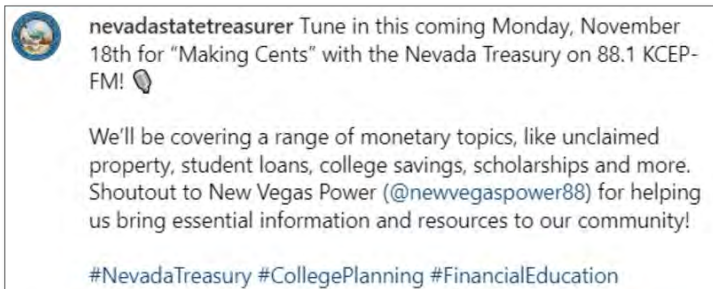 nevadastatetreasurer Tune in this coming Monday, November
18th for “Making Cents” with the Nevada Treasury on 88.1 KCEP-
FM! 🎙️
We’ll be covering a range of monetary topics, like unclaimed
property, student loans, college savings, scholarships and more.
Shoutout to New Vegas Power (@newvegaspower88) for helping
us bring essential information and resources to our community!
#NevadaTreasury #CollegePlanning #FinancialEducation